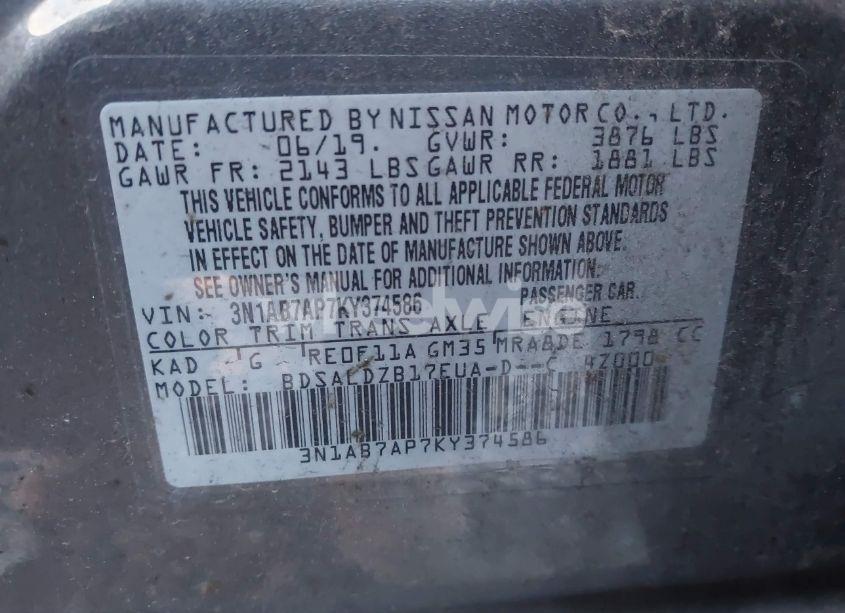 MANUFACTURED BY NISSAN MOTOR CO., LTD.
DATE: 06/19. GVWR: 3876 LBS
GAWR FR: 2143 LBS GAWR RR: 1881 LBS
THIS VEHICLE CONFORMS TO ALL APPLICABLE FEDERAL MOTOR
VEHICLE SAFETY, BUMPER AND THEFT PREVENTION STANDARDS
IN EFFECT ON THE DATE OF MANUFACTURE SHOWN ABOVE.
SEE OWNER'S MANUAL FOR ADDITIONAL INFORMATION.
VIN: 3N1AB7AP7KY374586 PASSENGER CAR
COLOR TRIM TRANS AXLE ENGINE
KAD G RE0F11A GM35 MRA8DE 1798 CC
MODEL: BDSALDZB17EUA-D--C 4Z000
3N1AB7AP7KY374586